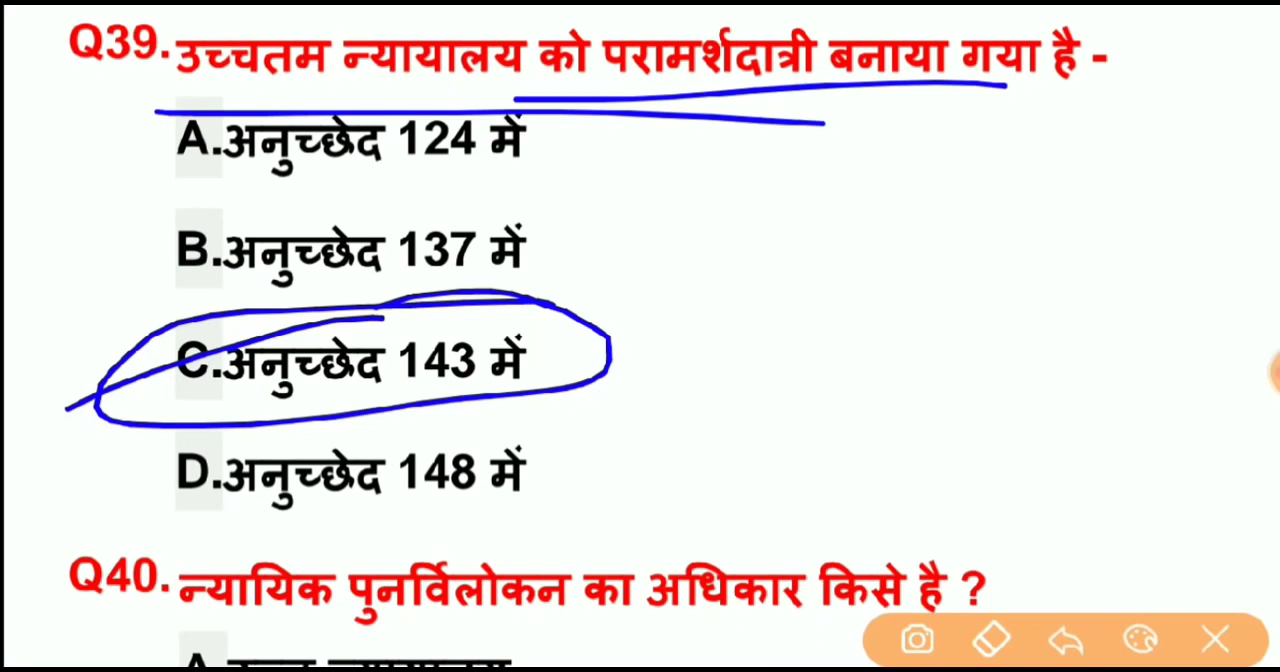 Q39. उच्चतम न्यायालय को परामर्शदात्री बनाया गया है -
A.अनुच्छेद 124 में
B.अनुच्छेद 137 में
C.अनुच्छेद 143 में
D.अनुच्छेद 148 में
Q40. न्यायिक पुनर्विलोकन का अधिकार किसे है ?